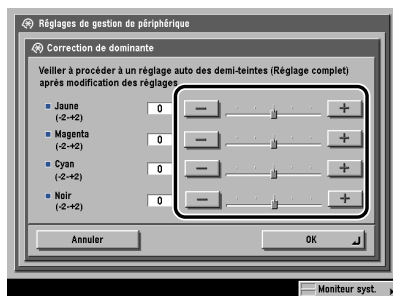 Réglages de gestion de périphérique
Correction de dominante
Veiller à procéder à un réglage auto des demi-teintes (Réglage complet)
après modification des réglages
Jaune 0 − +
(-2-+2)
Magenta 0 − +
(-2-+2)
Cyan 0 − +
(-2-+2)
Noir 0 − +
(-2-+2)
Annuler OK
Moniteur syst.